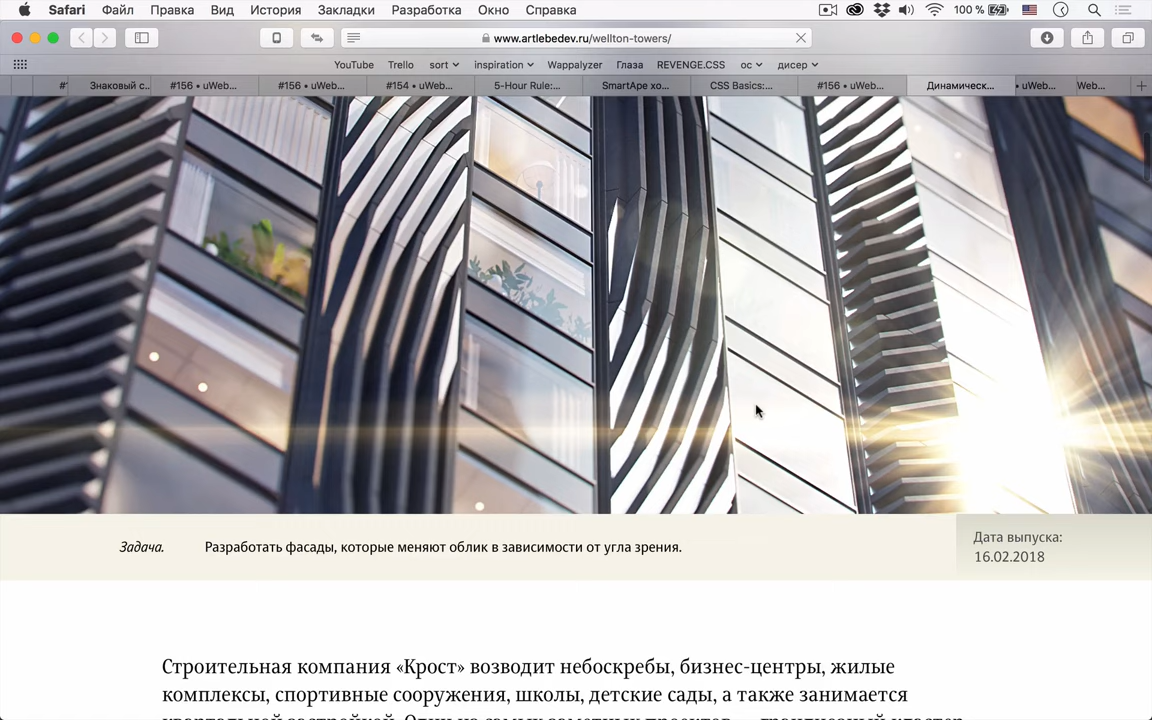 Safari Файл Правка Вид История Закладки Разработка Окно Справка 100 %
www.artlebedev.ru/wellton-towers/
YouTube Trello sort inspiration Wappalyzer Глаза REVENGE.CSS ос дисер
Знаковый с... #156 • uWeb... #156 • uWeb... #154 • uWeb... 5-Hour Rule:... SmartApe хо... CSS Basics:... #156 • uWeb... Динамическ... • uWeb... Web...
Задача. Разработать фасады, которые меняют облик в зависимости от угла зрения.
Дата выпуска:
16.02.2018
Строительная компания «Крост» возводит небоскребы, бизнес-центры, жилые
комплексы, спортивные сооружения, школы, детские сады, а также занимается